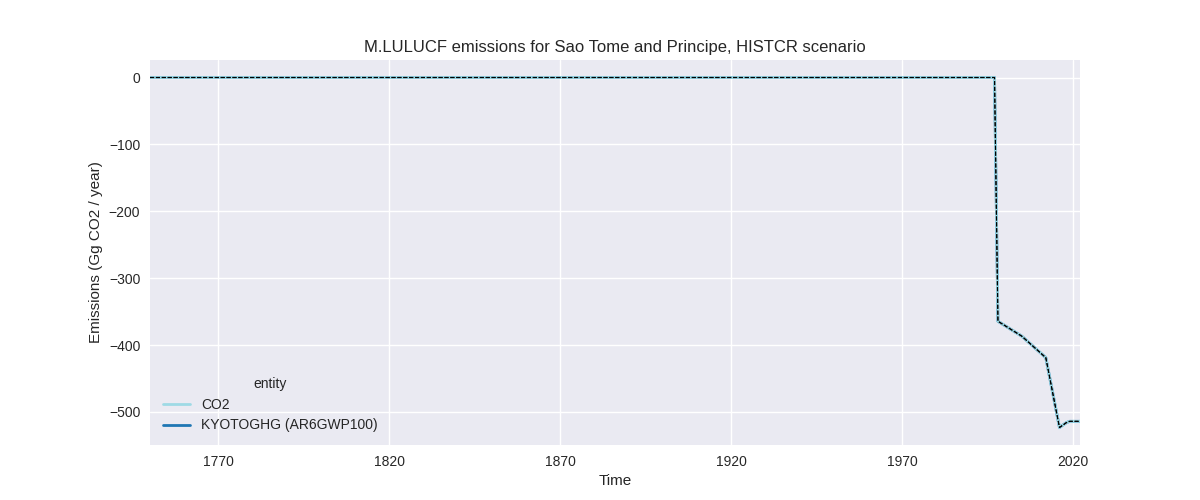 M.LULUCF emissions for Sao Tome and Principe, HISTCR scenario
Emissions (Gg CO2 / year)
0
−100
−200
−300
−400
−500
entity
CO2
KYOTOGHG (AR6GWP100)
1770
1820
1870
1920
1970
2020
Time